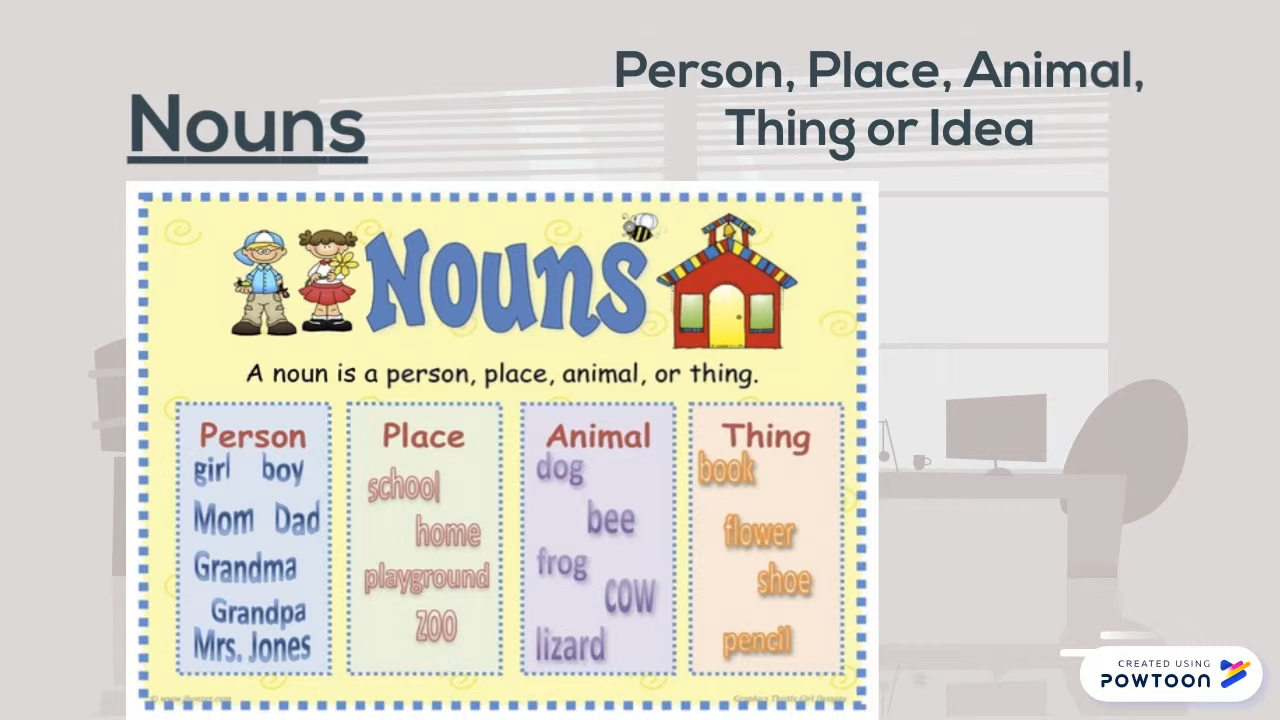 Nouns
Person, Place, Animal,
Thing or Idea
Nouns
A noun is a person, place, animal, or thing.
Person
girl boy
Mom Dad
Grandma
Grandpa
Mrs. Jones
Place
school
home
playground
zoo
Animal
dog
bee
frog
cow
lizard
Thing
book
flower
shoe
pencil
CREATED USING
POWTOON